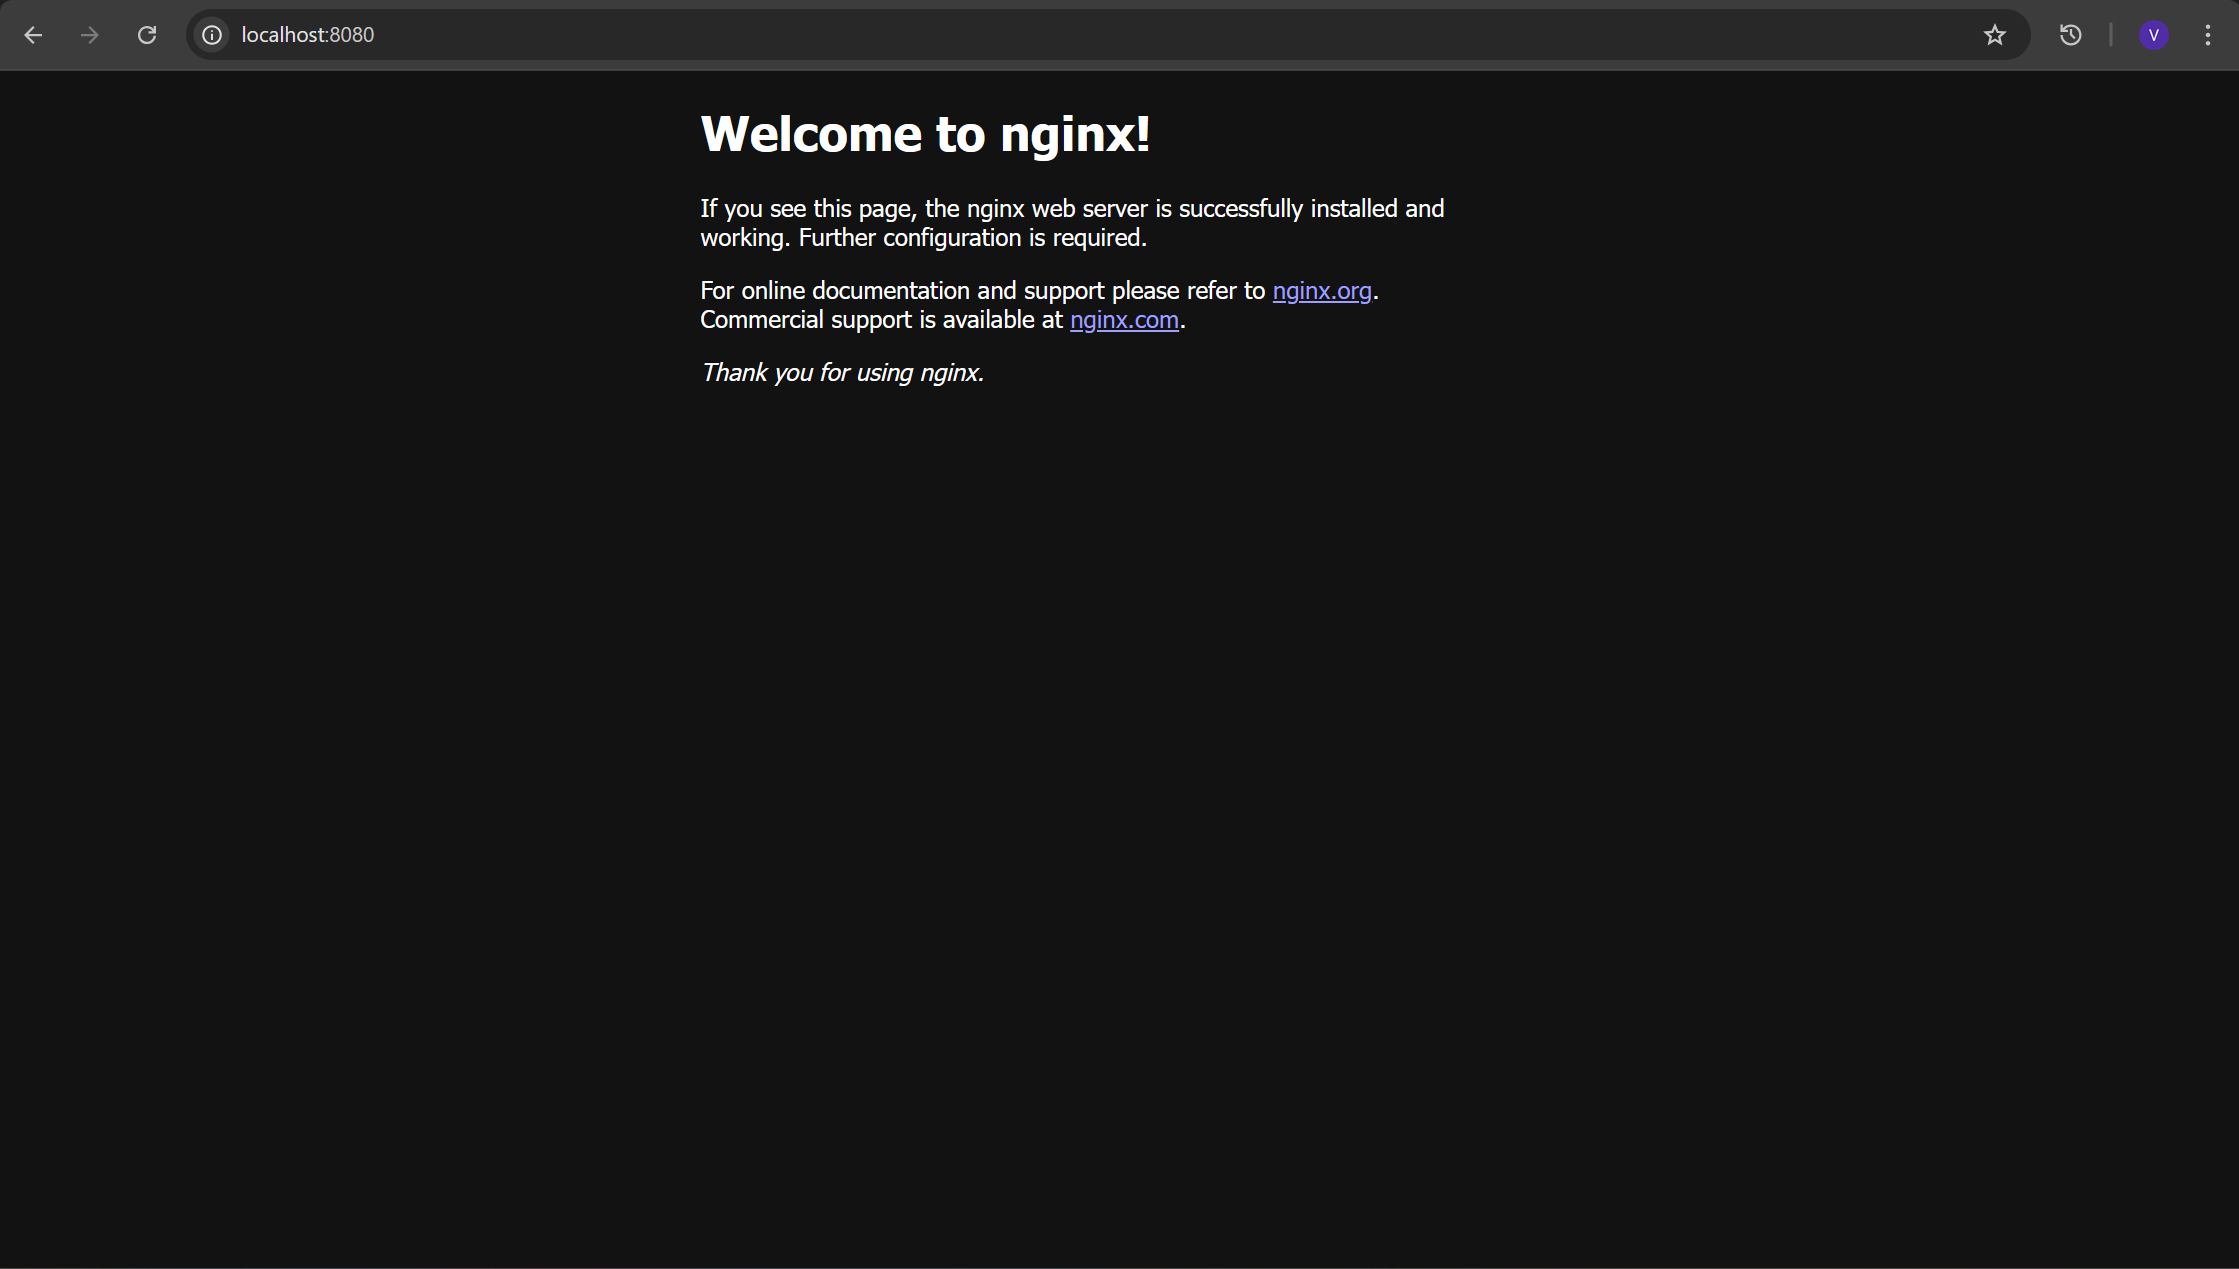 localhost:8080
V
Welcome to nginx!
If you see this page, the nginx web server is successfully installed and
working. Further configuration is required.
For online documentation and support please refer to nginx.org.
Commercial support is available at nginx.com.
Thank you for using nginx.